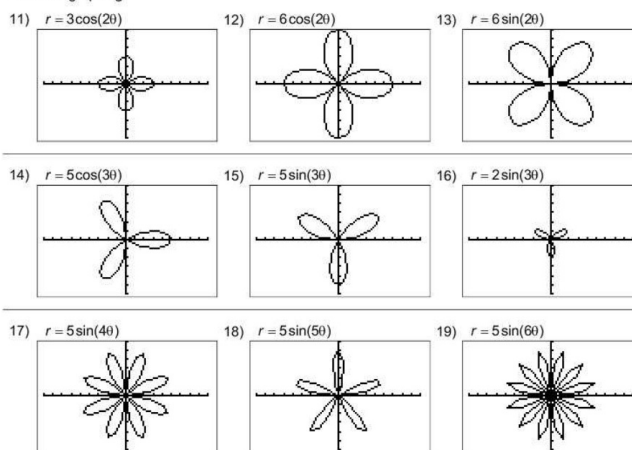 11) r = 3cos(2θ)
12) r = 6cos(2θ)
13) r = 6sin(2θ)
14) r = 5cos(3θ)
15) r = 5sin(3θ)
16) r = 2sin(3θ)
17) r = 5sin(4θ)
18) r = 5sin(5θ)
19) r = 5sin(6θ)